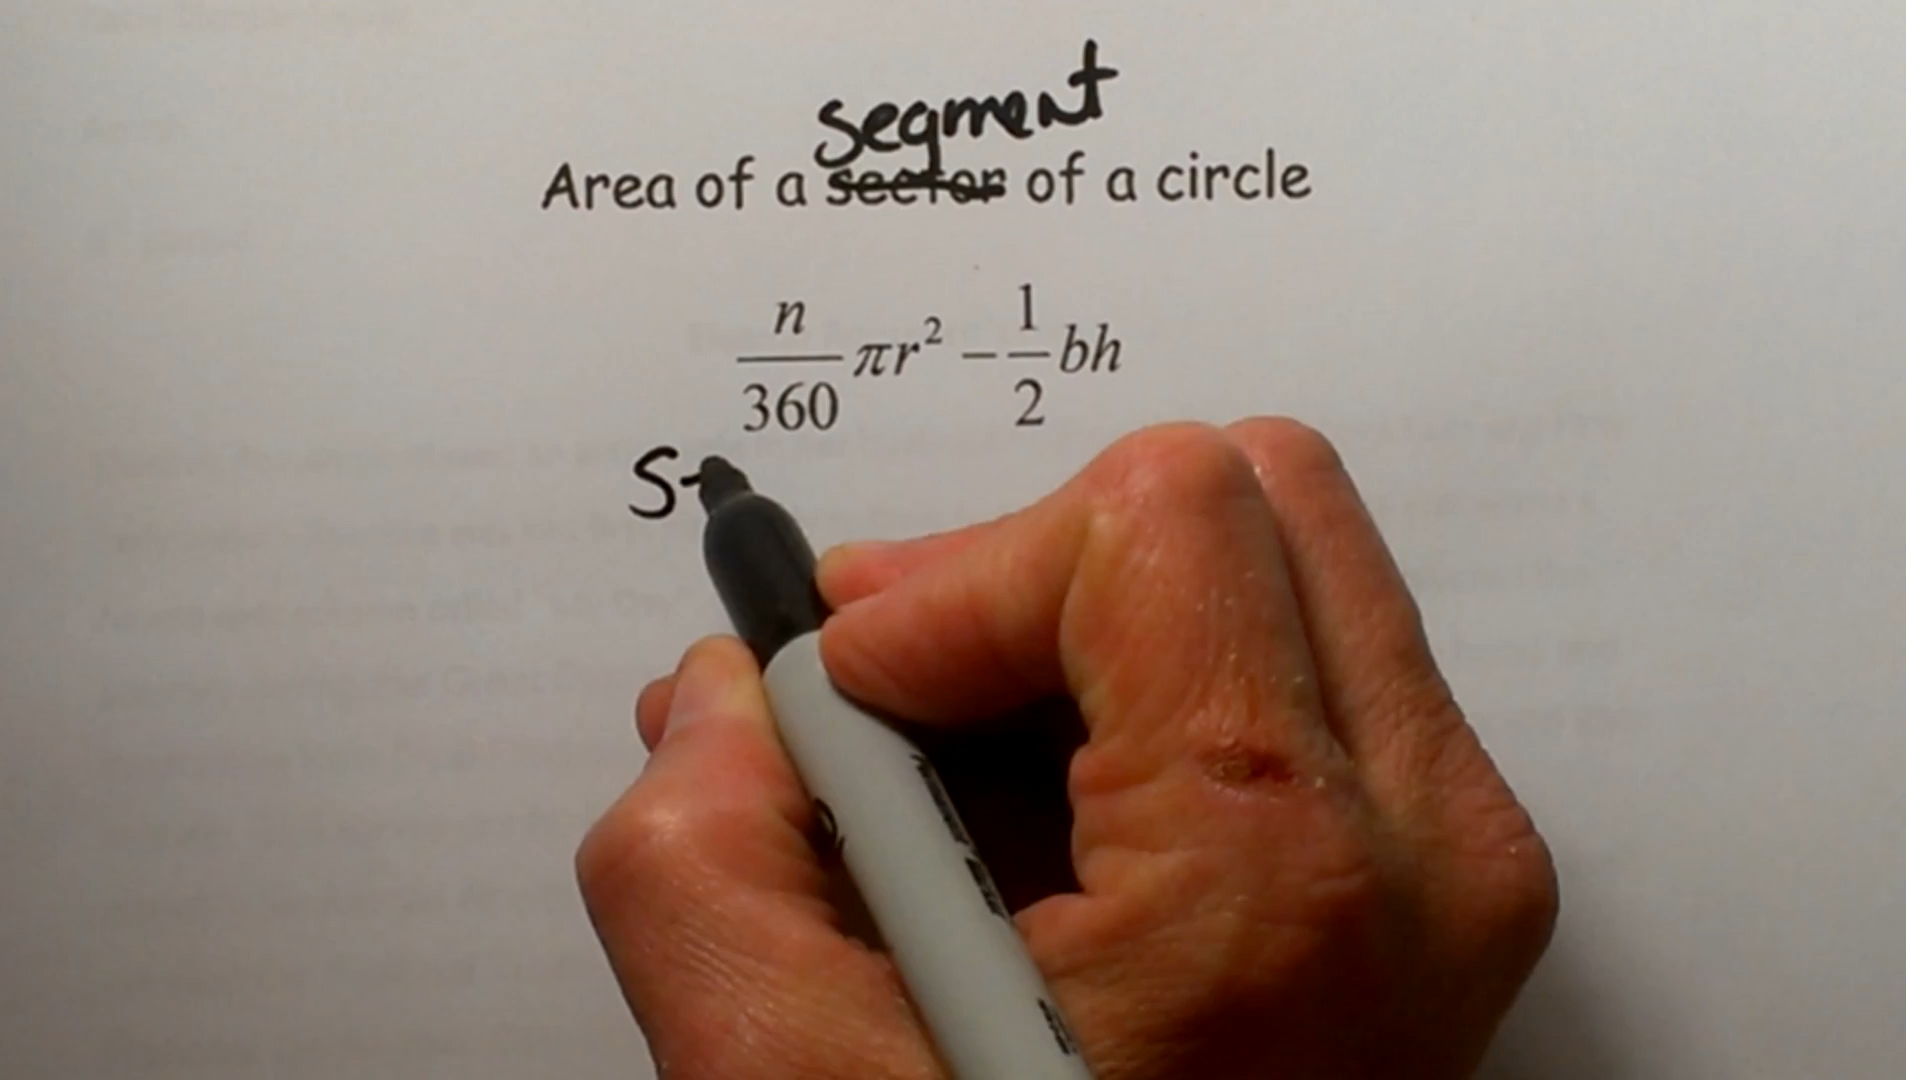 segment
Area of a sector of a circle
n/360 πr² − 1/2 bh
S